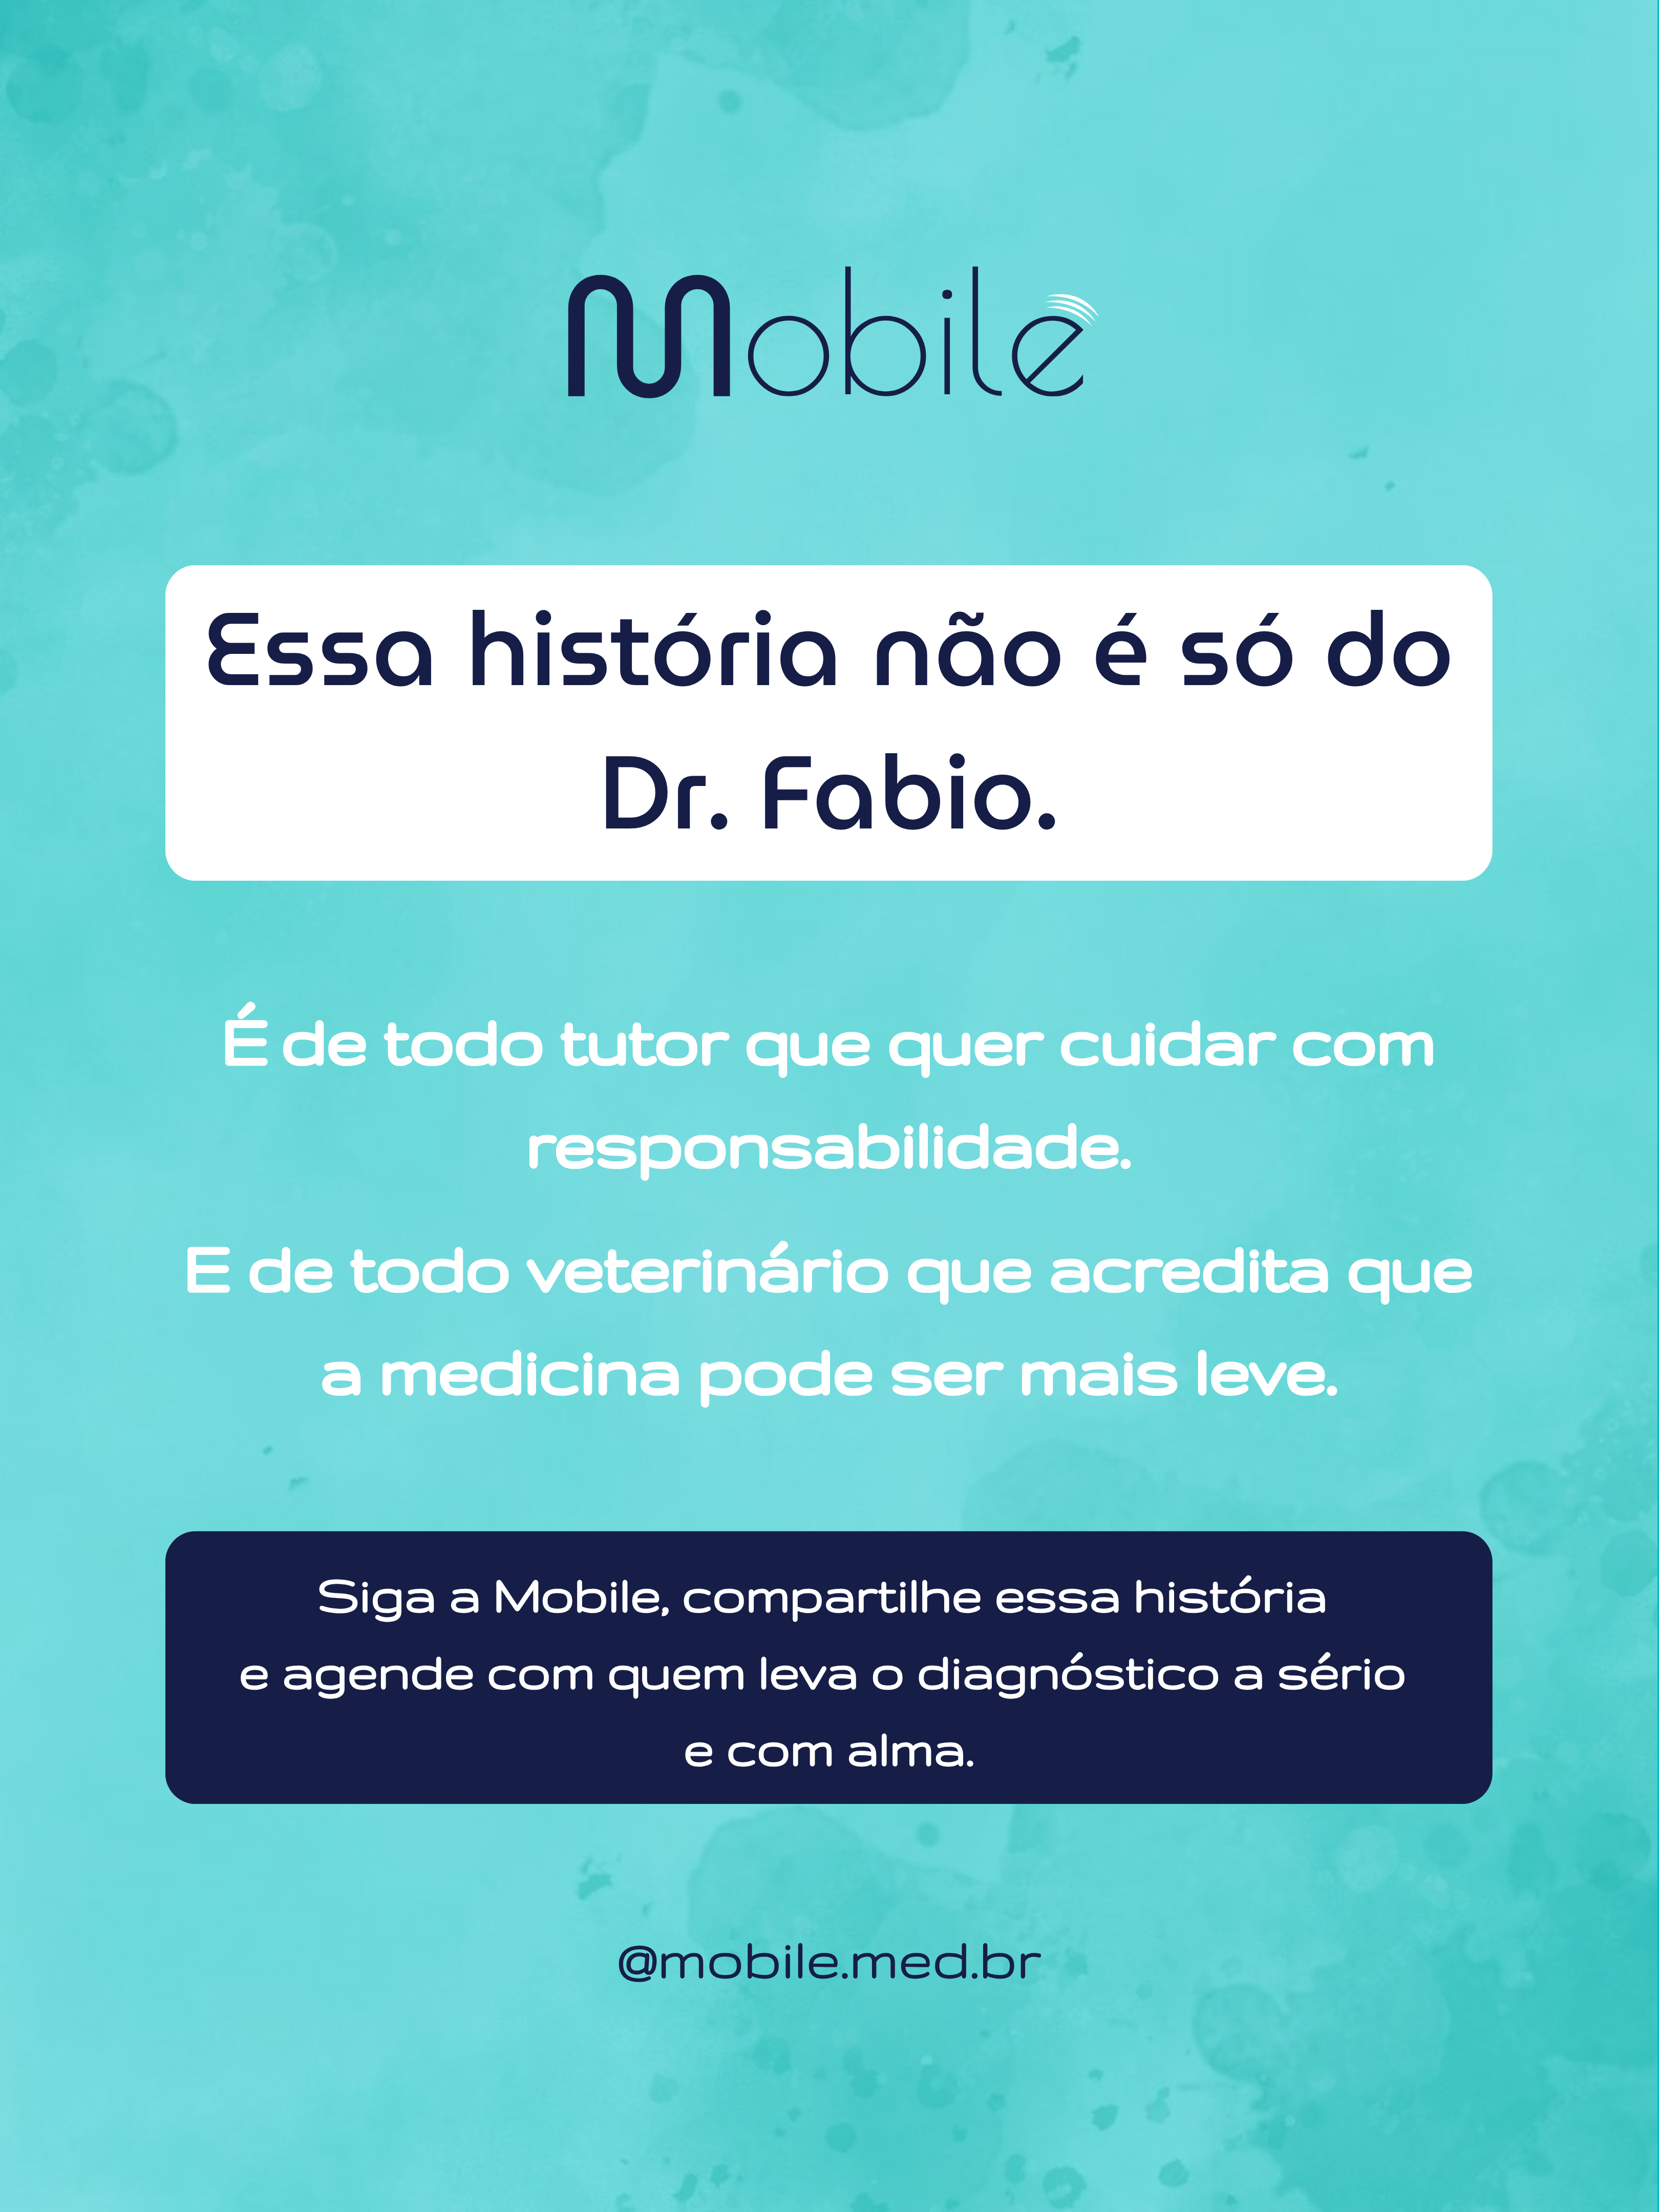 Mobile
Essa história não é só do
Dr. Fabio.
É de todo tutor que quer cuidar com
responsabilidade.
E de todo veterinário que acredita que
a medicina pode ser mais leve.
Siga a Mobile, compartilhe essa história
e agende com quem leva o diagnóstico a sério
e com alma.
@mobile.med.br